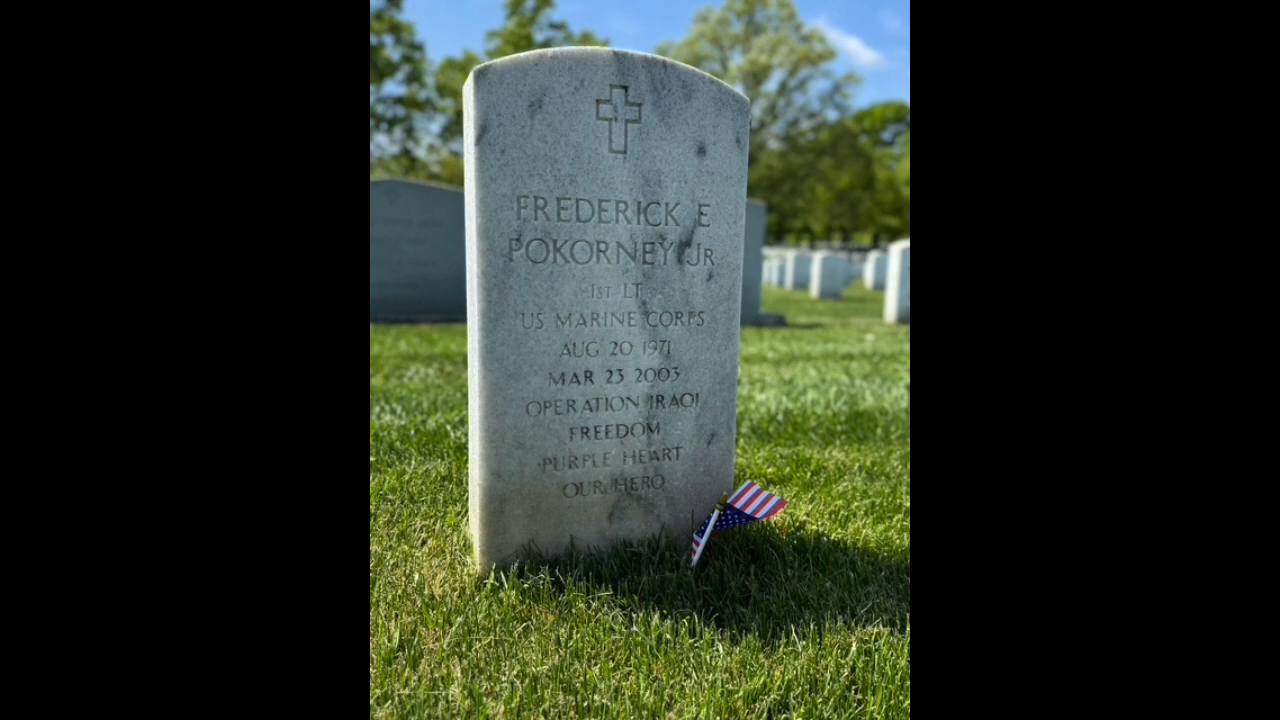 FREDERICK E
POKORNEY JR
1ST LT
US MARINE CORPS
AUG 20 1971
MAR 23 2003
OPERATION IRAQI
FREEDOM
PURPLE HEART
OUR HERO